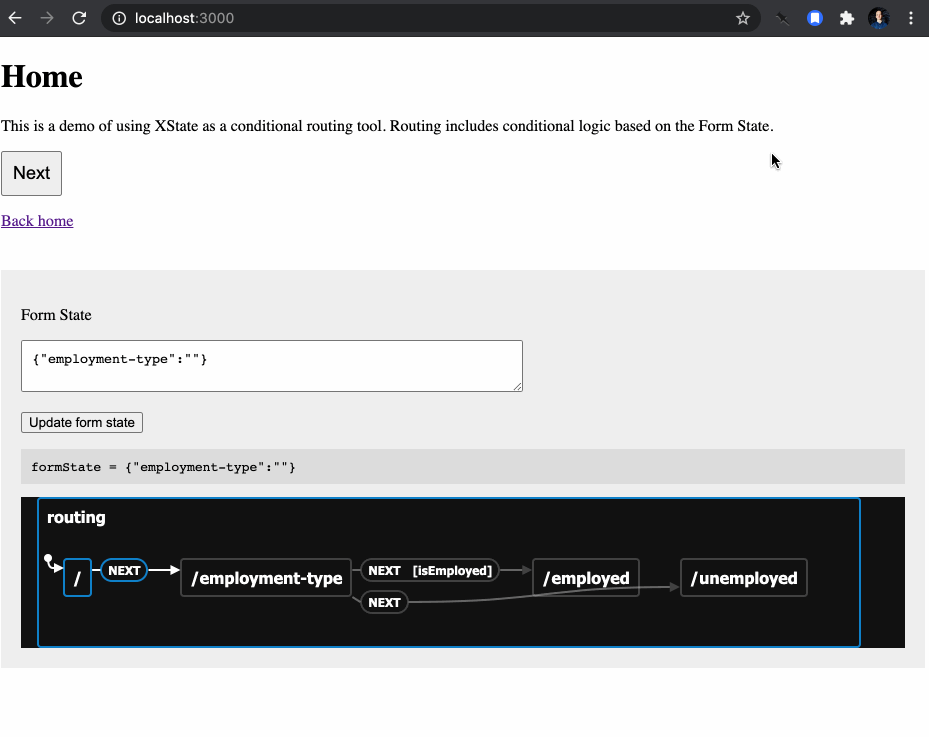 localhost:3000
Home
This is a demo of using XState as a conditional routing tool. Routing includes conditional logic based on the Form State.
Next
Back home
Form State
{"employment-type":""}
Update form state
formState = {"employment-type":""}
routing
/ NEXT /employment-type NEXT [isEmployed] /employed /unemployed
NEXT